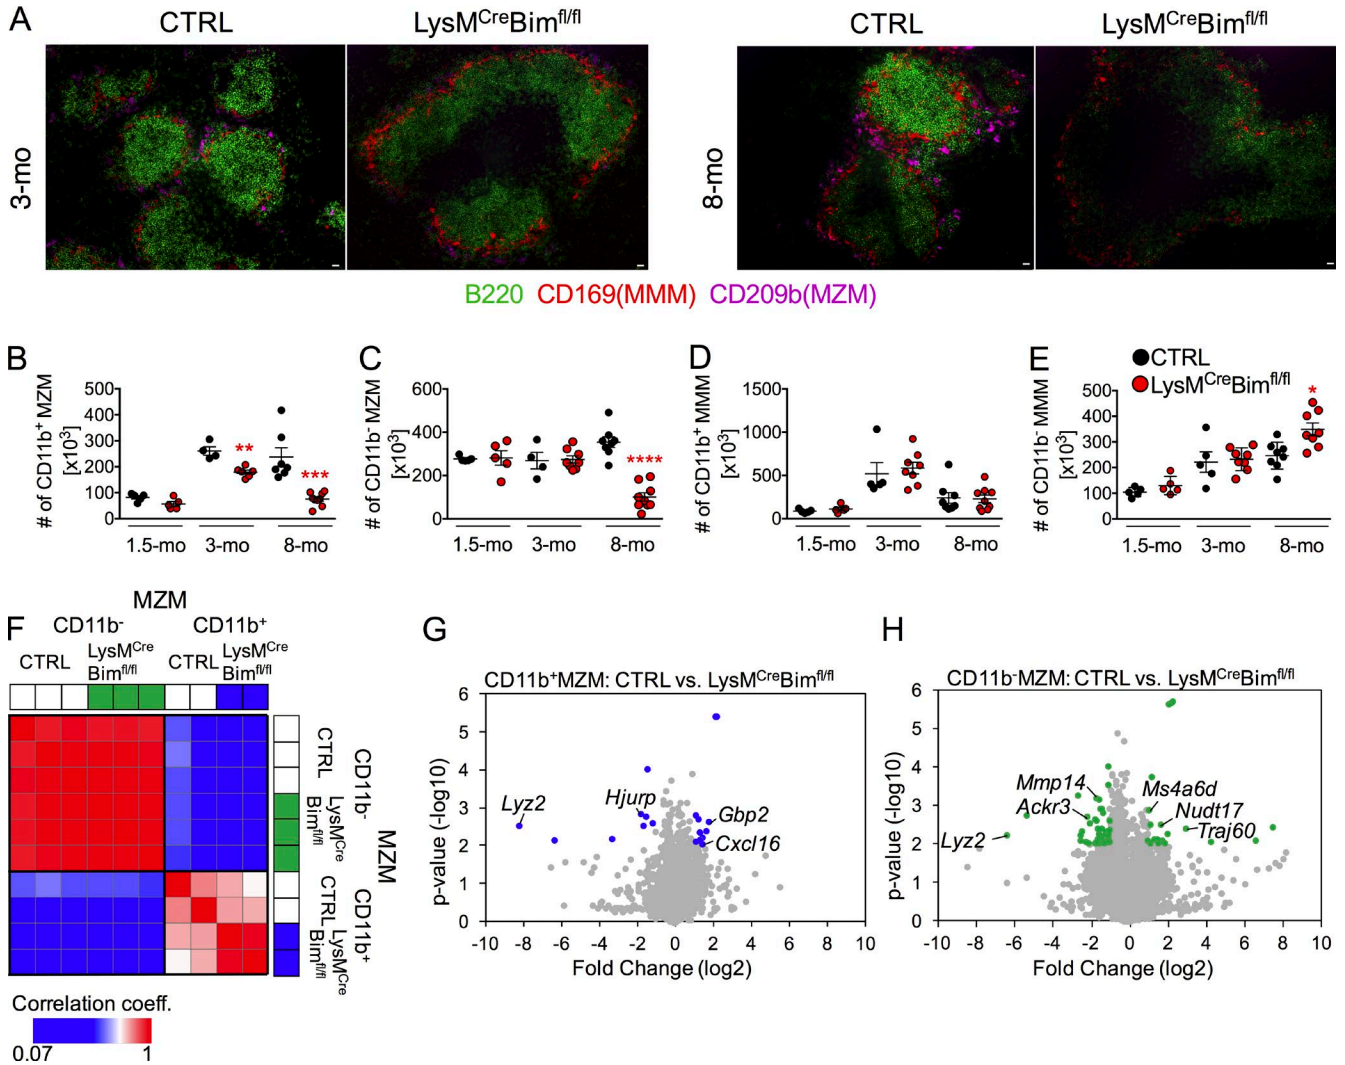 A
CTRL
LysMCreBimfl/fl
CTRL
LysMCreBimfl/fl
3-mo
8-mo
B220 CD169(MMM) CD209b(MZM)
B
# of CD11b+ MZM
[x10³]
500
400
300
200
100
0
**
***
1.5-mo 3-mo 8-mo
C
# of CD11b- MZM
[x10³]
600
400
200
0
****
1.5-mo 3-mo 8-mo
D
# of CD11b+ MMM
[x10³]
1500
1000
500
0
1.5-mo 3-mo 8-mo
E
CTRL
LysMCreBimfl/fl
# of CD11b- MMM
[x10³]
500
400
300
200
100
0
*
1.5-mo 3-mo 8-mo
F
MZM
CD11b- CD11b+
CTRL LysMCre Bimfl/fl CTRL LysMCre Bimfl/fl
CTRL
LysMCre
Bimfl/fl
CD11b-
CTRL
LysMCre
Bimfl/fl
CD11b+
MZM
Correlation coeff.
0.07 1
G
CD11b+MZM: CTRL vs. LysMCreBimfl/fl
p-value (-log10)
6
5
4
3
2
1
0
Lyz2
Hjurp
Gbp2
Cxcl16
-10 -8 -6 -4 -2 0 2 4 6 8 10
Fold Change (log2)
H
CD11b-MZM: CTRL vs. LysMCreBimfl/fl
p-value (-log10)
6
5
4
3
2
1
0
Mmp14
Ackr3
Lyz2
Ms4a6d
Nudt17
Traj60
-10 -8 -6 -4 -2 0 2 4 6 8 10
Fold Change (log2)